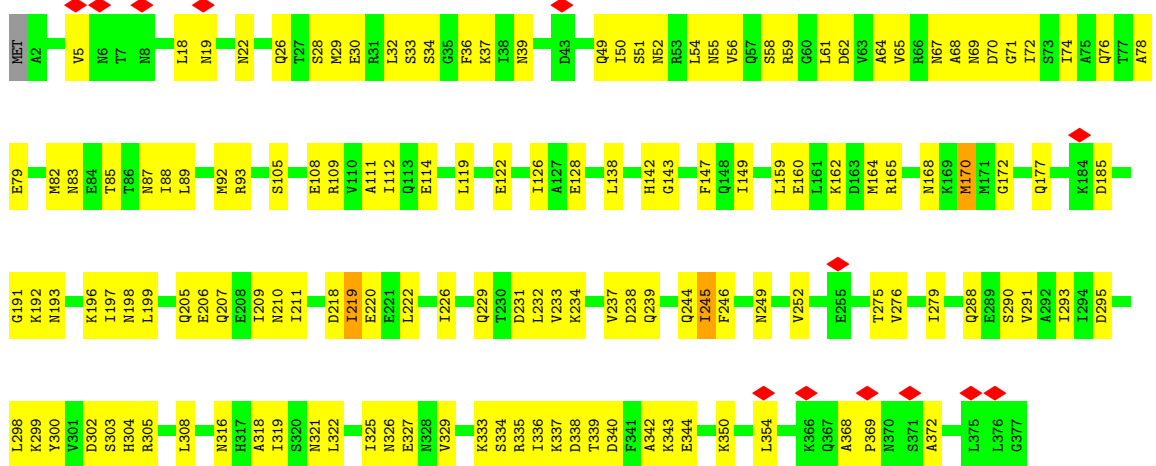 MET A2 V5 N6 T7 N8 L18 N19 N22 Q26 T27 S28 M29 E30 R31 L32 S33 S34 G35 F36 K37 I38 N39 D43 Q49 I50 S51 N52 R53 L54 N55 V56 Q57 S58 R59 G60 L61 D62 V63 A64 V65 R66 N67 A68 N69 D70 G71 I72 S73 I74 A75 Q76 T77 A78
E79 M82 N83 E84 T85 T86 N87 I88 L89 M92 R93 S105 E108 R109 V110 A111 I112 Q113 E114 L119 E122 I126 A127 E128 L138 H142 G143 F147 Q148 I149 L159 E160 L161 K162 D163 M164 R165 N168 K169 M170 M171 G172 Q177 K184 D185
G191 K192 N193 K196 I197 N198 L199 Q205 E206 Q207 E208 I209 N210 I211 D218 I219 E220 E221 L222 I226 Q229 T230 D231 L232 V233 K234 V237 D238 Q239 Q244 I245 F246 N249 V252 E255 T275 V276 I279 Q288 E289 S290 V291 A292 I293 I294 D295
L298 K299 Y300 V301 D302 S303 H304 R305 L308 N316 H317 A318 I319 S320 N321 L322 I325 N326 E327 N328 V329 K333 S334 R335 I336 K337 D338 T339 D340 F341 A342 K343 E344 K350 L354 K366 Q367 A368 P369 N370 S371 A372 L375 L376 G377